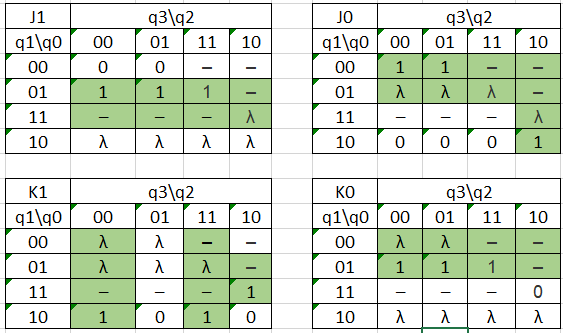 J1 q3\q2
q1\q0 00 01 11 10
00 0 0 – –
01 1 1 1 –
11 – – – λ
10 λ λ λ λ
J0 q3\q2
q1\q0 00 01 11 10
00 1 1 – –
01 λ λ λ –
11 – – – λ
10 0 0 0 1
K1 q3\q2
q1\q0 00 01 11 10
00 λ λ – –
01 λ λ λ –
11 – – – 1
10 1 0 1 0
K0 q3\q2
q1\q0 00 01 11 10
00 λ λ – –
01 1 1 1 –
11 – – – 0
10 λ λ λ λ